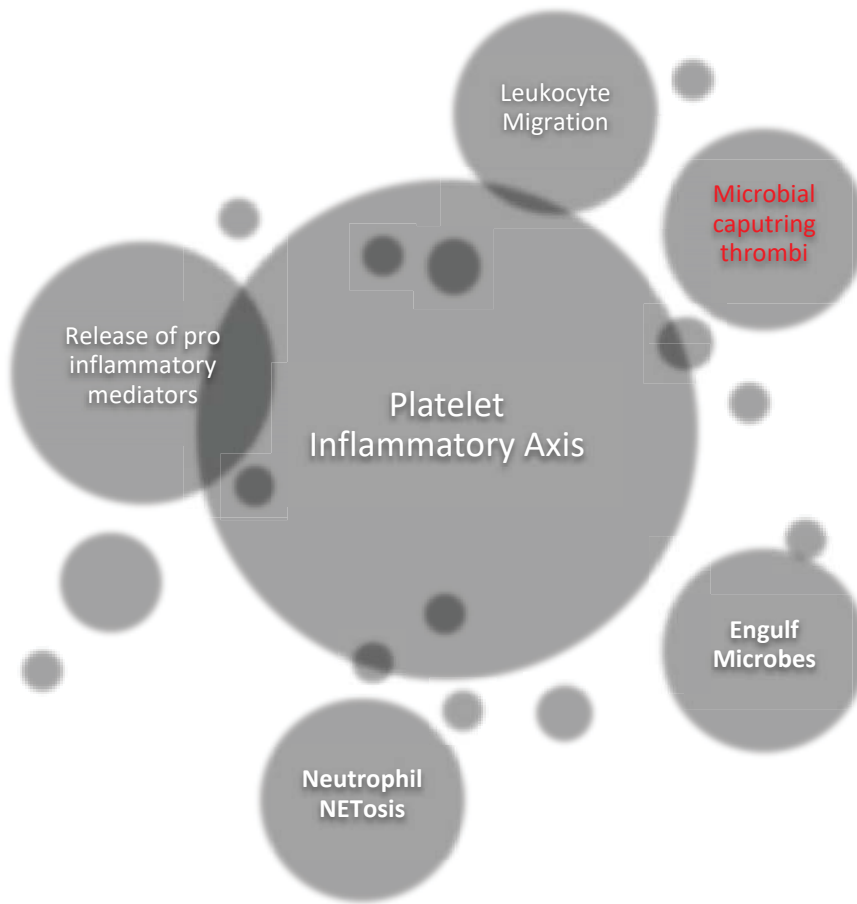 Leukocyte
Migration
Microbial
caputring
thrombi
Release of pro
inflammatory
mediators
Platelet
Inflammatory Axis
Engulf
Microbes
Neutrophil
NETosis